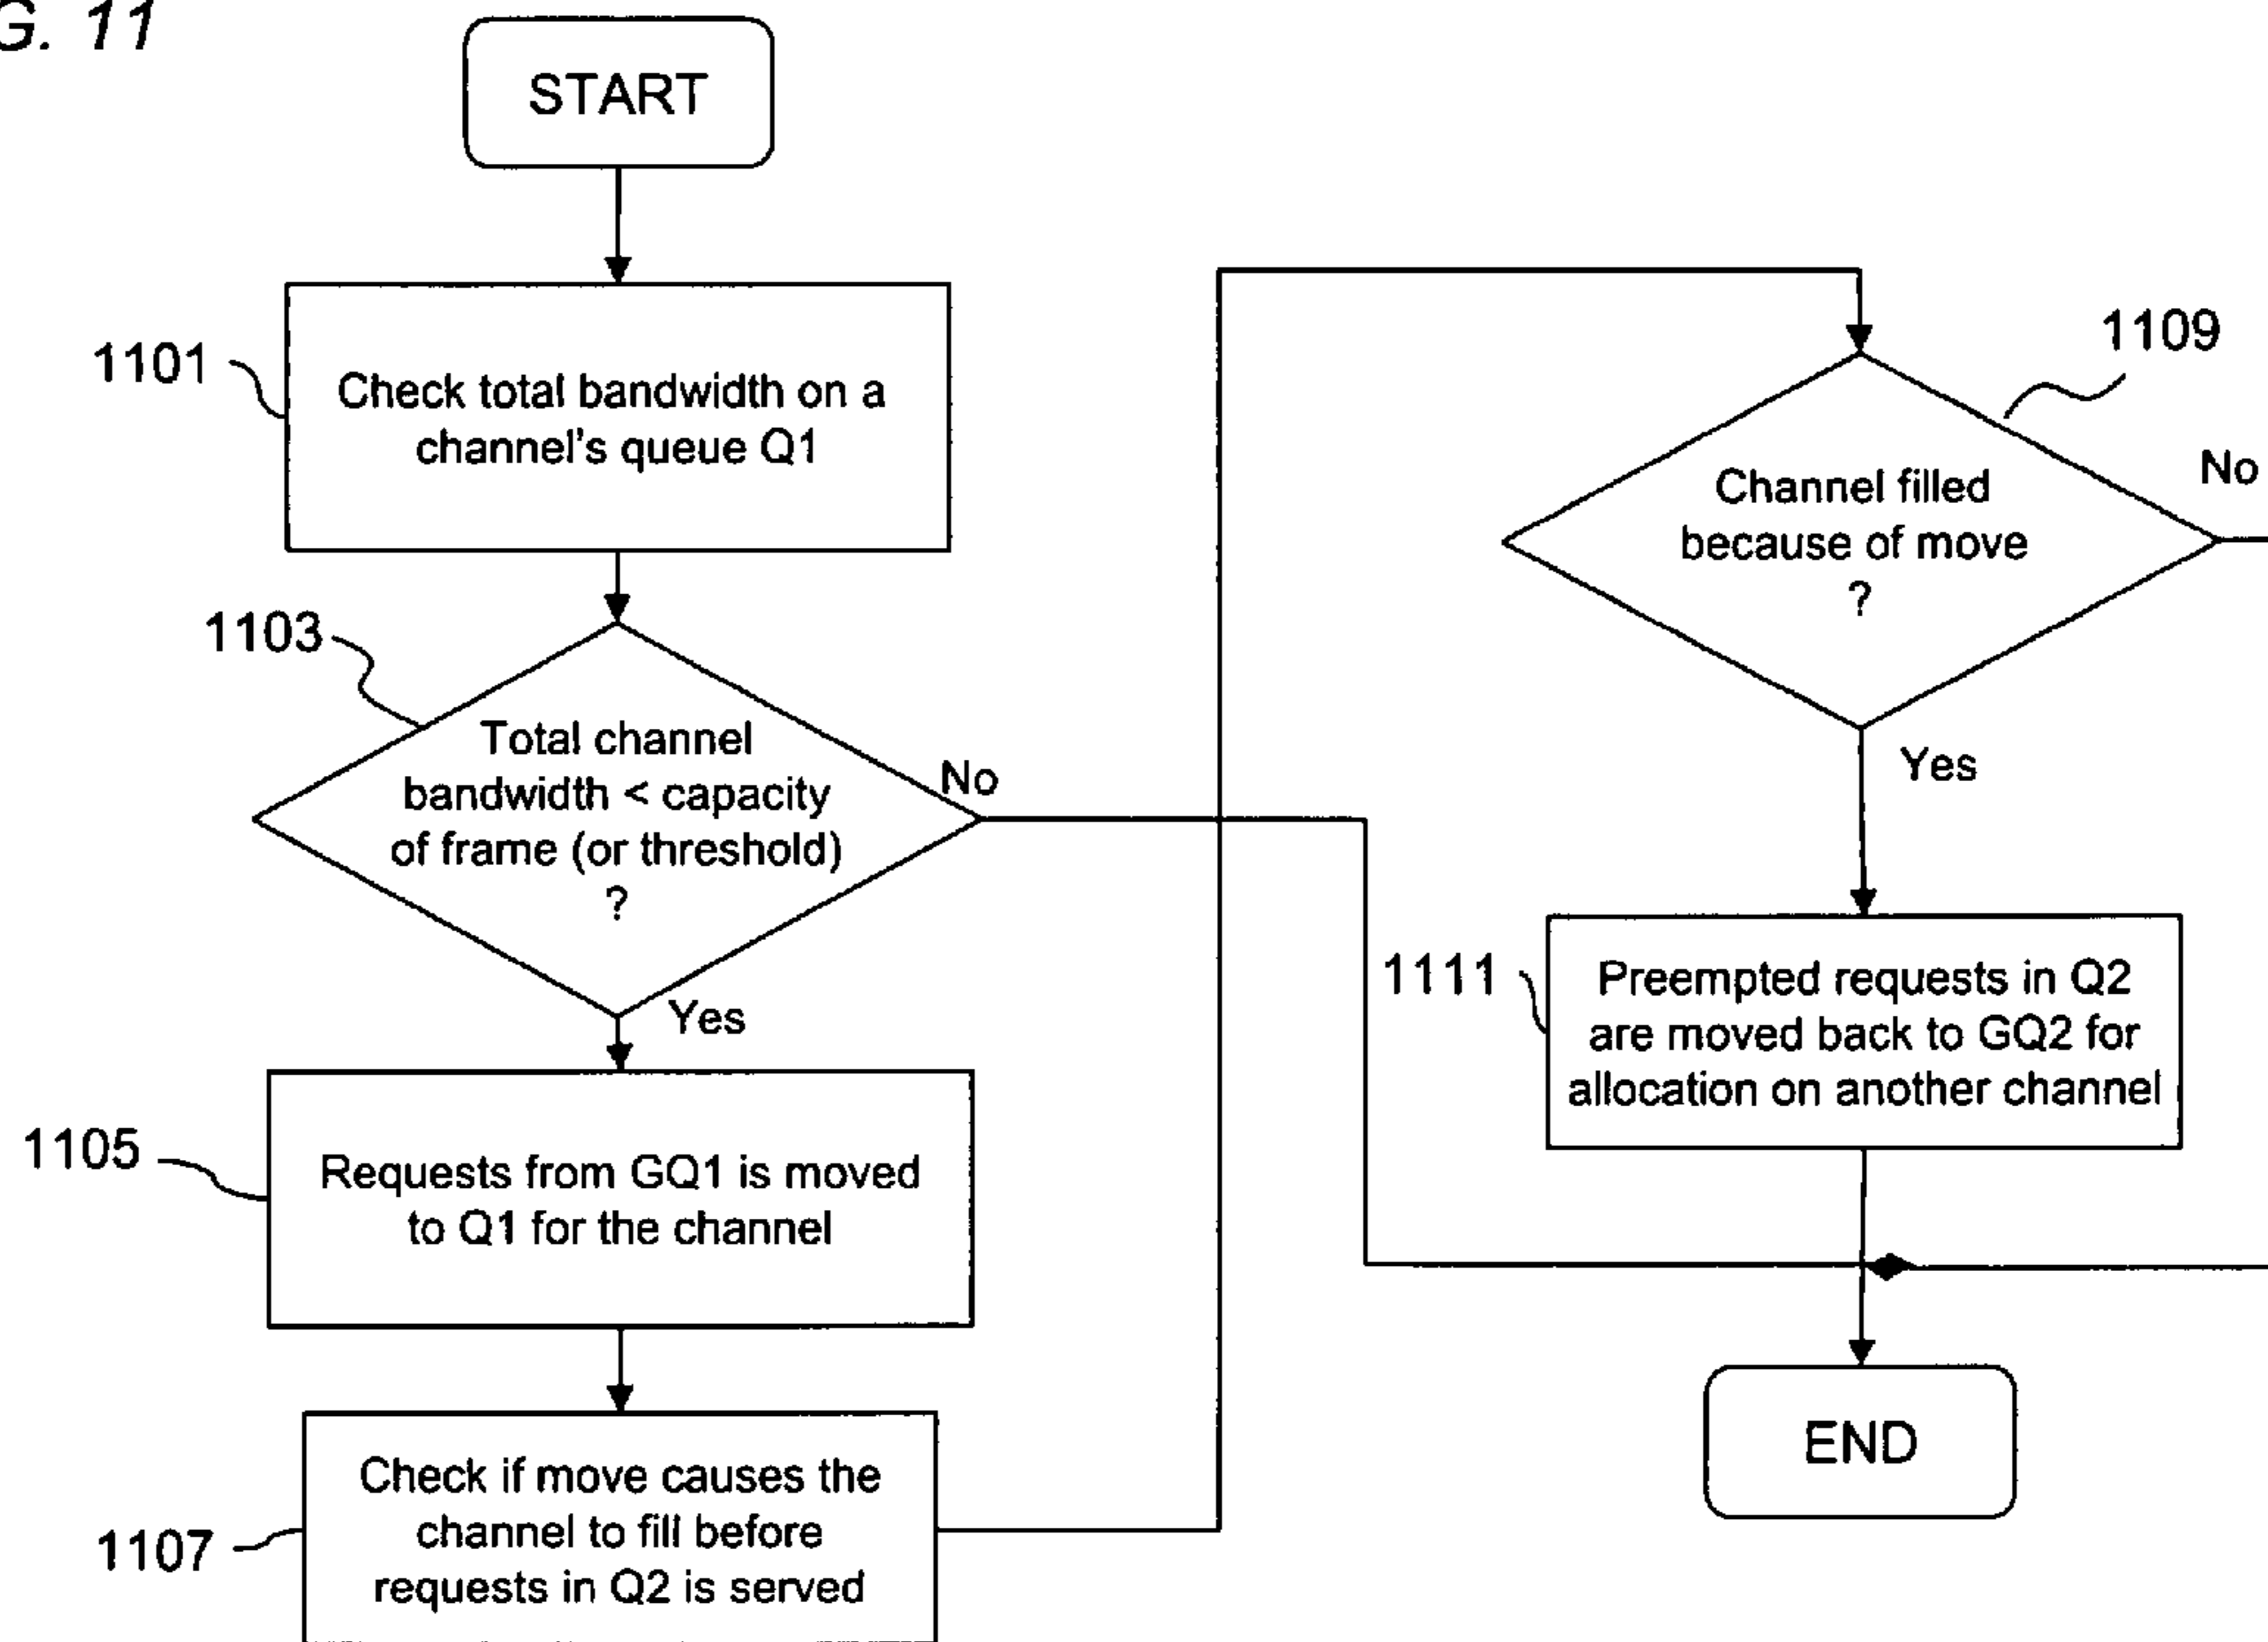 G. 11
START
1101
Check total bandwidth on a
channel's queue Q1
1103
Total channel
bandwidth < capacity
of frame (or threshold)
?
No
Yes
1105
Requests from GQ1 is moved
to Q1 for the channel
1107
Check if move causes the
channel to fill before
requests in Q2 is served
1109
Channel filled
because of move
?
No
Yes
1111
Preempted requests in Q2
are moved back to GQ2 for
allocation on another channel
END